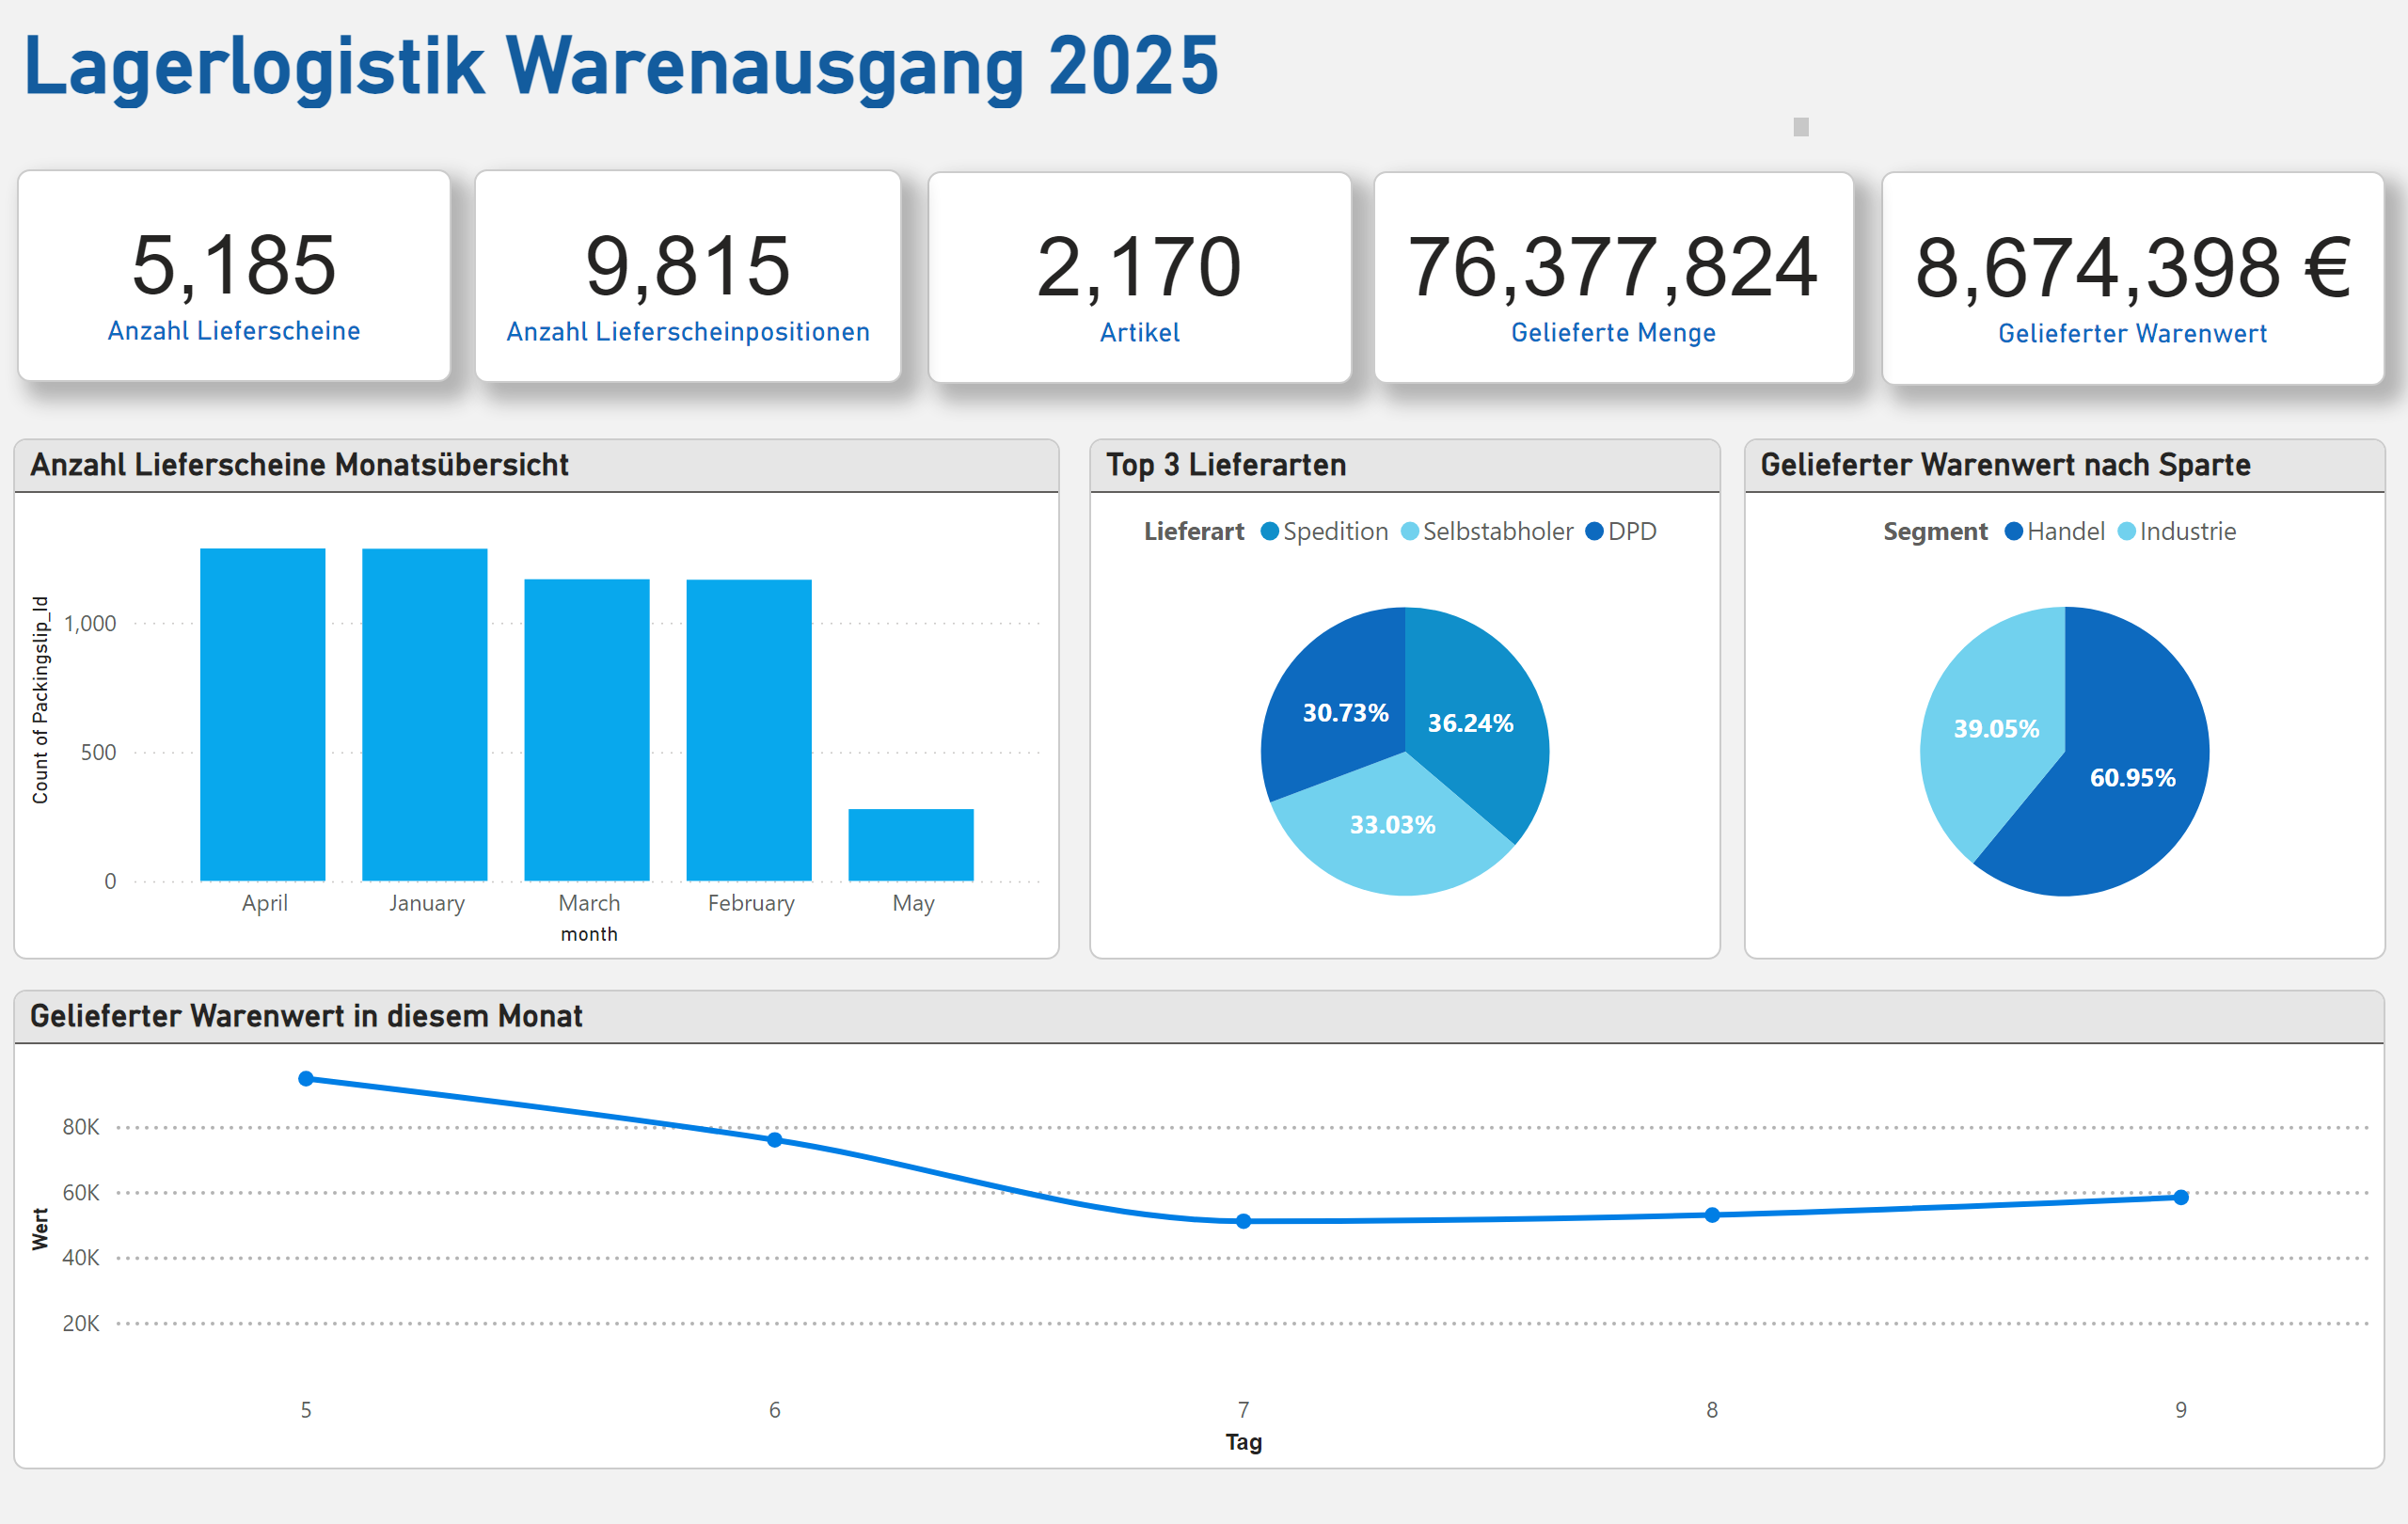 Lagerlogistik Warenausgang 2025
5,185
Anzahl Lieferscheine
9,815
Anzahl Lieferscheinpositionen
2,170
Artikel
76,377,824
Gelieferte Menge
8,674,398 €
Gelieferter Warenwert
Anzahl Lieferscheine Monatsübersicht
Count of Packingslip_Id
1,000
500
0
April January March February May
month
Top 3 Lieferarten
Lieferart Spedition Selbstabholer DPD
30.73%
36.24%
33.03%
Gelieferter Warenwert nach Sparte
Segment Handel Industrie
39.05%
60.95%
Gelieferter Warenwert in diesem Monat
Wert
80K
60K
40K
20K
5 6 7 8 9
Tag